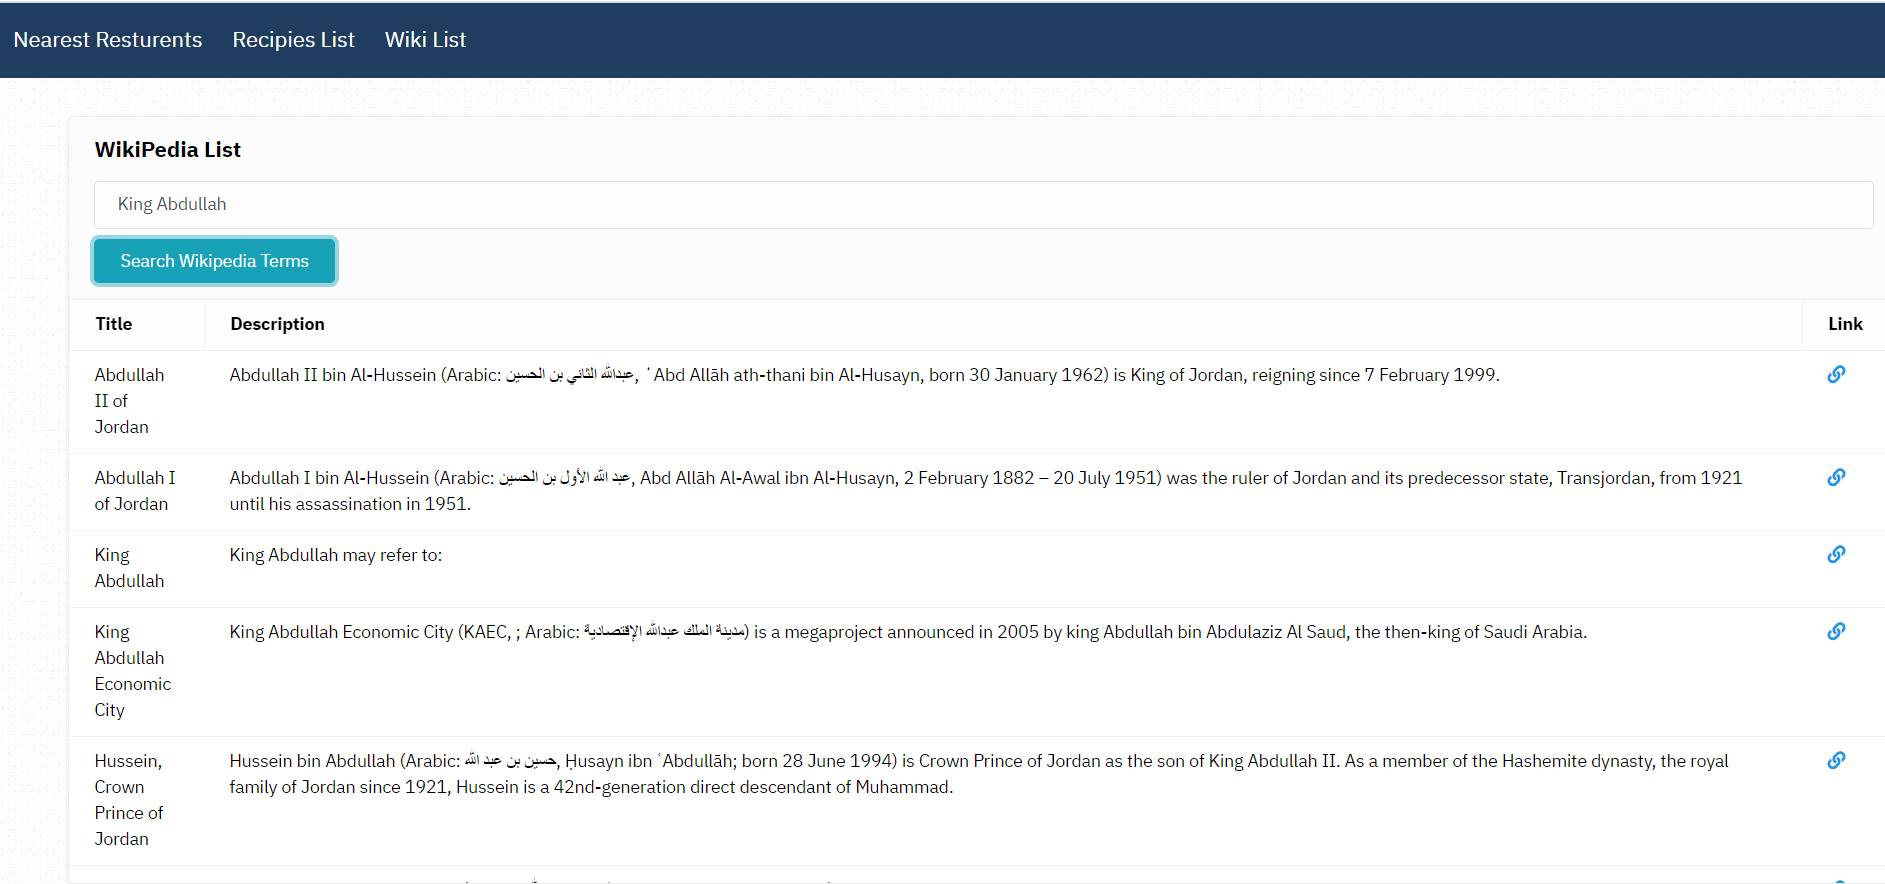 Nearest Resturents Recipies List Wiki List
WikiPedia List
King Abdullah
Search Wikipedia Terms
Title Description Link
Abdullah II of Jordan
Abdullah II bin Al-Hussein (Arabic: عبدالله الثاني بن الحسين, ʻAbd Allāh ath-thani bin Al-Husayn, born 30 January 1962) is King of Jordan, reigning since 7 February 1999.
Abdullah I of Jordan
Abdullah I bin Al-Hussein (Arabic: عبد الله الأول بن الحسين, Abd Allāh Al-Awal ibn Al-Husayn, 2 February 1882 – 20 July 1951) was the ruler of Jordan and its predecessor state, Transjordan, from 1921
until his assassination in 1951.
King Abdullah
King Abdullah may refer to:
King Abdullah Economic City
King Abdullah Economic City (KAEC, ; Arabic: مدينة الملك عبدالله الإقتصادية) is a megaproject announced in 2005 by king Abdullah bin Abdulaziz Al Saud, the then-king of Saudi Arabia.
Hussein, Crown Prince of Jordan
Hussein bin Abdullah (Arabic: حسين بن عبد الله, Ḥusayn ibn ʿAbdullāh; born 28 June 1994) is Crown Prince of Jordan as the son of King Abdullah II. As a member of the Hashemite dynasty, the royal
family of Jordan since 1921, Hussein is a 42nd-generation direct descendant of Muhammad.